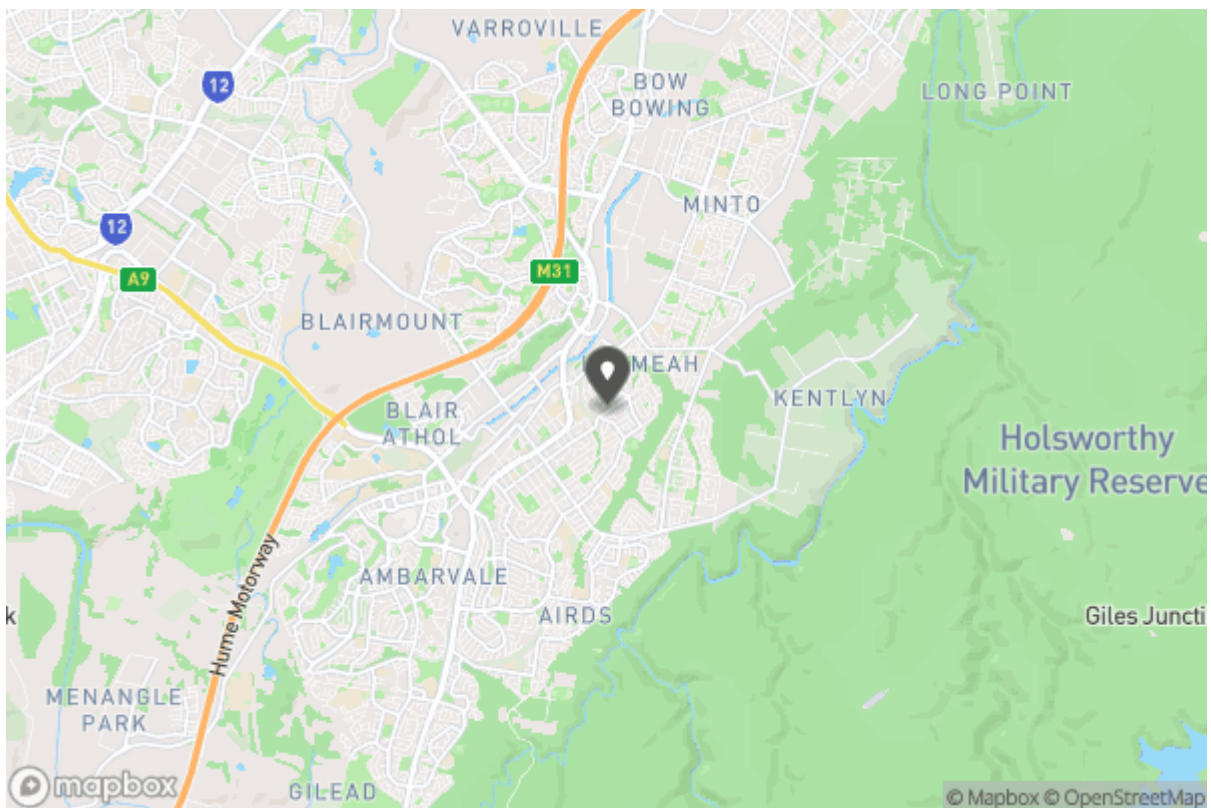 VARROVILLE
BOW
BOWING
LONG POINT
12
MINTO
12
A9
M31
BLAIRMOUNT
MEAH
KENTLYN
BLAIR
ATHOL
Holsworthy
Military Reserve
Hume Motorway
AMBARVALE
AIRDS
k
Giles Juncti
MENANGLE
PARK
GILEAD
mapbox
© Mapbox © OpenStreetMap